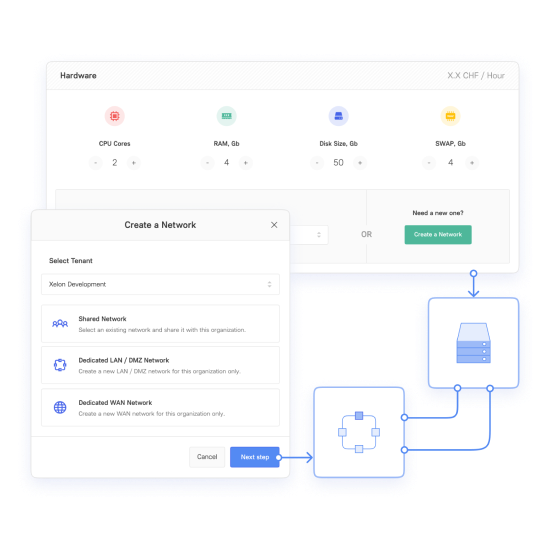 Hardware
X.X CHF / Hour
CPU Cores
RAM, Gb
Disk Size, Gb
SWAP, Gb
- 2 +
- 4 +
- 50 +
- 4 +
Need a new one?
OR
Create a Network
Create a Network
Select Tenant
Xelon Development
Shared Network
Select an existing network and share it with this organization.
Dedicated LAN / DMZ Network
Create a new LAN / DMZ network for this organization only.
Dedicated WAN Network
Create a new WAN network for this organization only.
Cancel
Next step